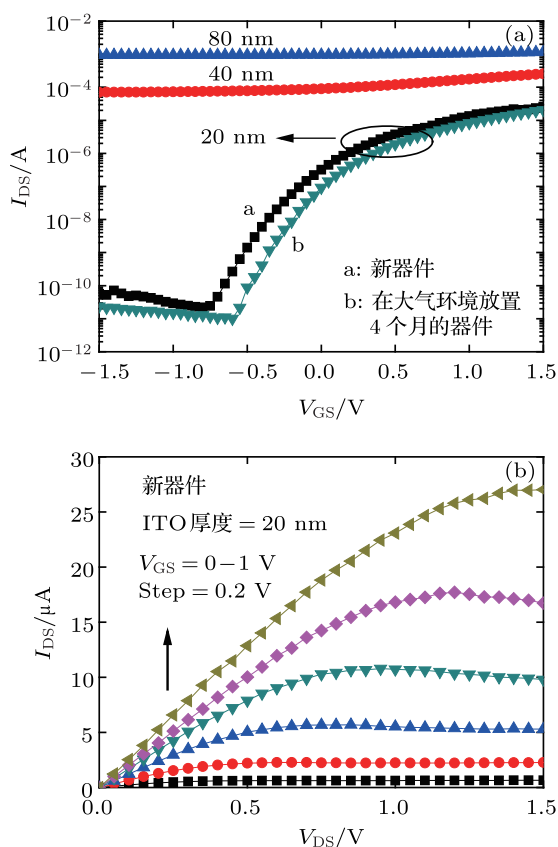 (a)
10⁻²
10⁻⁴
10⁻⁶
10⁻⁸
10⁻¹⁰
10⁻¹²
I_DS/A
80 nm
40 nm
20 nm
a
b
a: 新器件
b: 在大气环境放置
4 个月的器件
−1.5 −1.0 −0.5 0.0 0.5 1.0 1.5
V_GS/V
(b)
30
25
20
15
10
5
0
I_DS/μA
新器件
ITO厚度=20 nm
V_GS=0−1 V
Step=0.2 V
0.0 0.5 1.0 1.5
V_DS/V